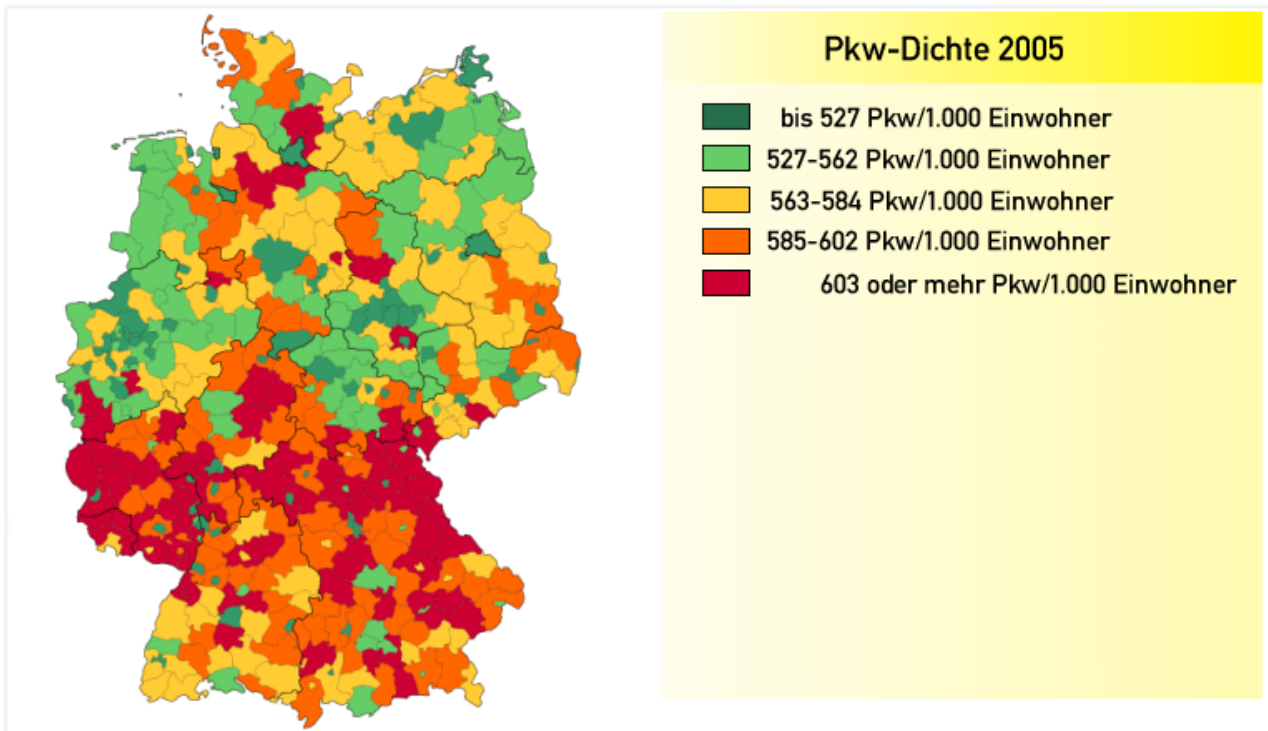 Pkw-Dichte 2005
bis 527 Pkw/1.000 Einwohner
527-562 Pkw/1.000 Einwohner
563-584 Pkw/1.000 Einwohner
585-602 Pkw/1.000 Einwohner
603 oder mehr Pkw/1.000 Einwohner